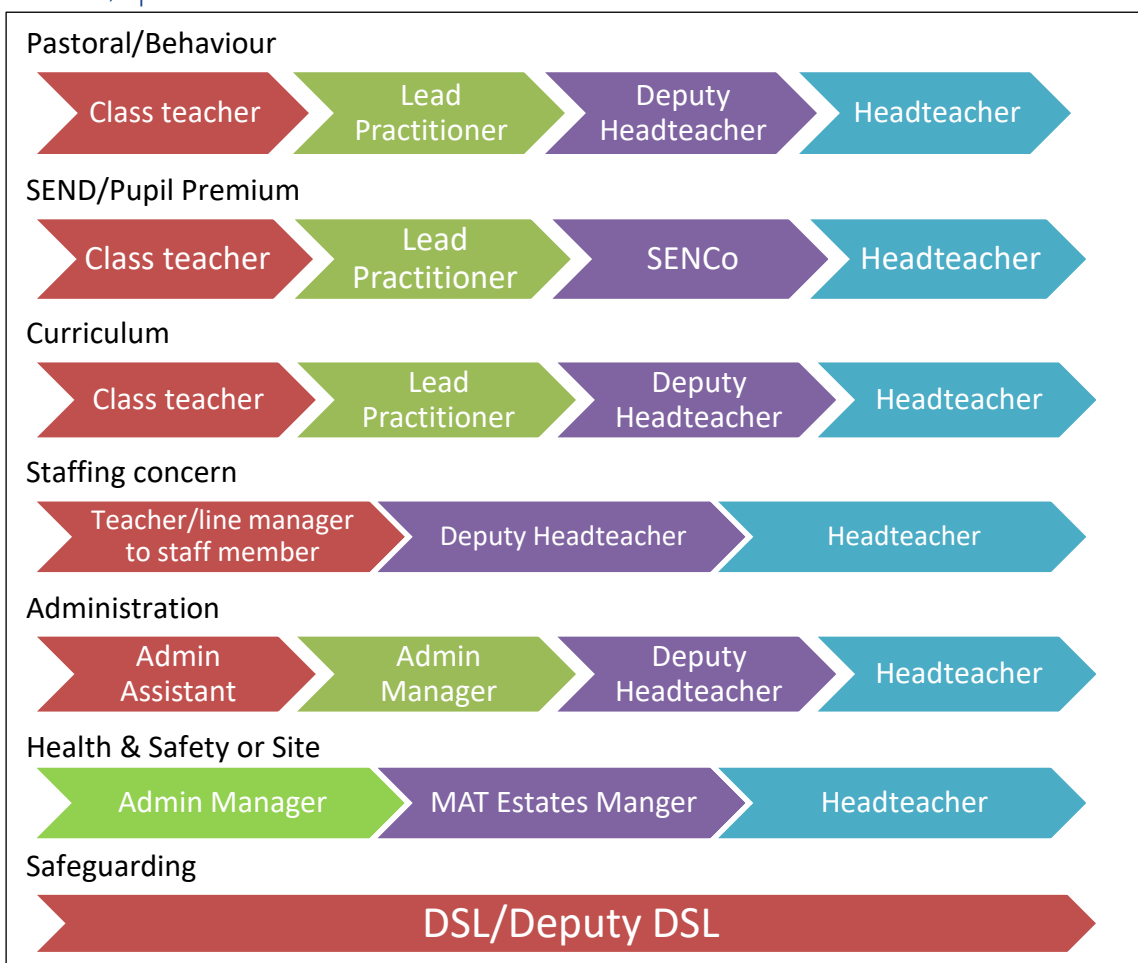 Pastoral/Behaviour
Class teacher
Lead
Practitioner
Deputy
Headteacher
Headteacher
SEND/Pupil Premium
Class teacher
Lead
Practitioner
SENCo
Headteacher
Curriculum
Class teacher
Lead
Practitioner
Deputy
Headteacher
Headteacher
Staffing concern
Teacher/line manager
to staff member
Deputy Headteacher
Headteacher
Administration
Admin
Assistant
Admin
Manager
Deputy
Headteacher
Headteacher
Health & Safety or Site
Admin Manager
MAT Estates Manger
Headteacher
Safeguarding
DSL/Deputy DSL